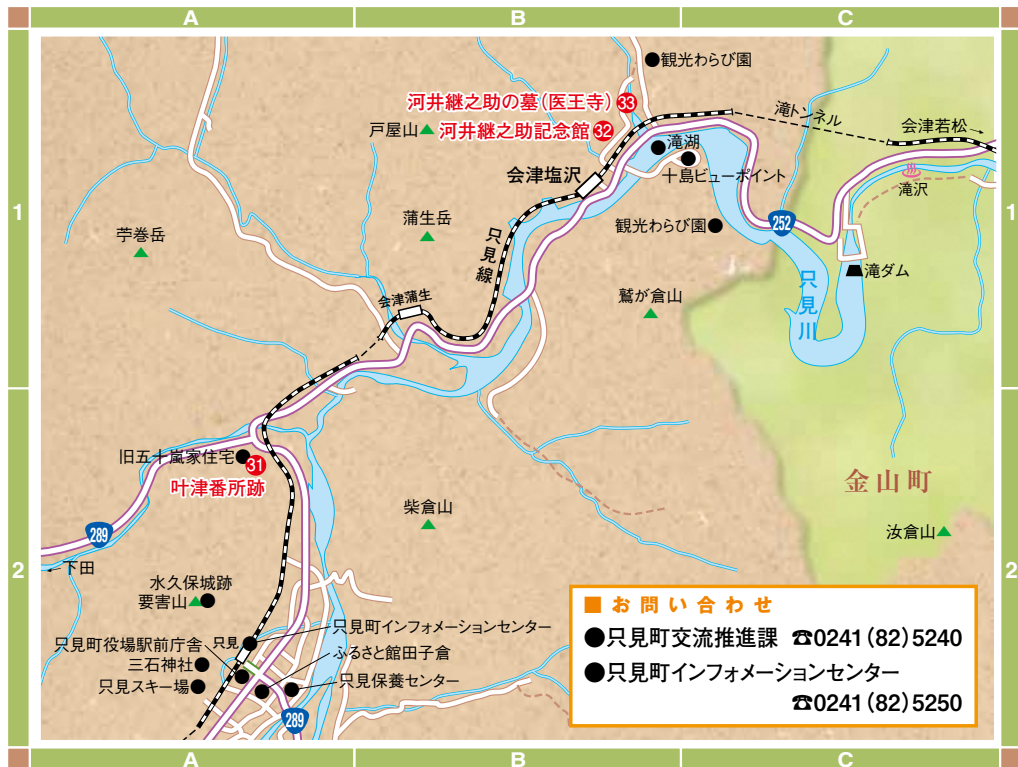 A
B
C
1
1
2
2
A
B
C
観光わらび園
河井継之助の墓(医王寺)33
戸屋山
河井継之助記念館32
滝トンネル
会津若松→
滝湖
会津塩沢
十島ビューポイント
滝沢
蒲生岳
観光わらび園
252
苧巻岳
只見線
滝ダム
只見川
会津蒲生
鷲が倉山
旧五十嵐家住宅
31
叶津番所跡
金山町
柴倉山
汝倉山
289
←下田
水久保城跡
要害山
只見町インフォメーションセンター
只見町役場駅前庁舎
只見
ふるさと館田子倉
三石神社
只見保養センター
只見スキー場
289
■お問い合わせ
●只見町交流推進課 ☎0241(82)5240
●只見町インフォメーションセンター
☎0241(82)5250